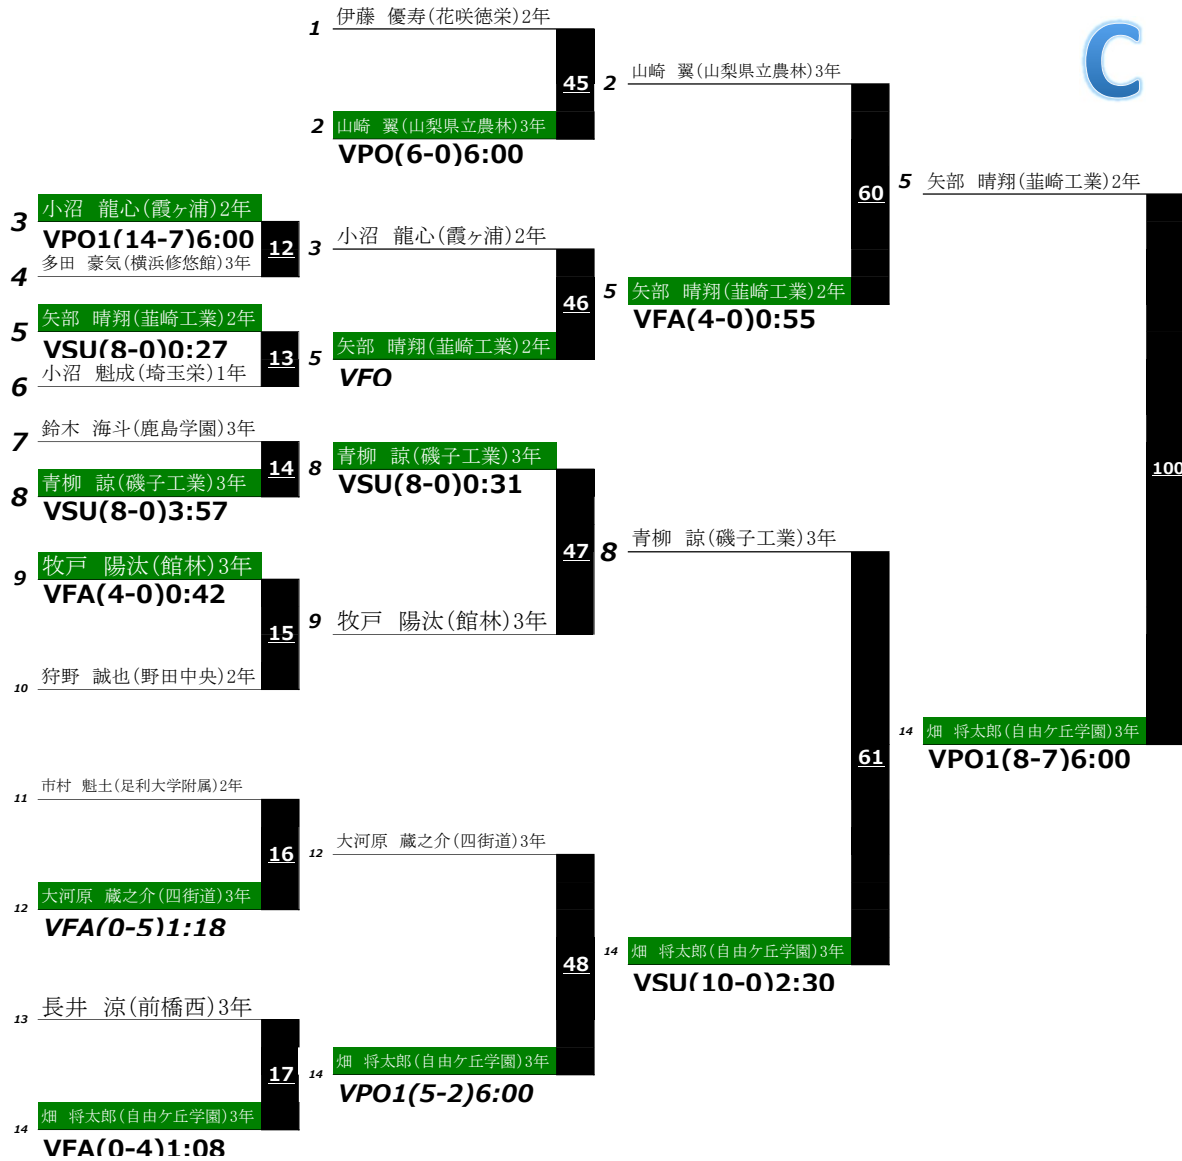 C
1 伊藤 優寿(花咲徳栄)2年
45
2 山崎 翼(山梨県立農林)3年
VPO(6-0)6:00
2 山崎 翼(山梨県立農林)3年
60
5 矢部 晴翔(韮崎工業)2年
3 小沼 龍心(霞ヶ浦)2年
VPO1(14-7)6:00
12
4 多田 豪気(横浜修悠館)3年
3 小沼 龍心(霞ヶ浦)2年
46
5 矢部 晴翔(韮崎工業)2年
VFA(4-0)0:55
5 矢部 晴翔(韮崎工業)2年
VSU(8-0)0:27
13
6 小沼 魁成(埼玉栄)1年
5 矢部 晴翔(韮崎工業)2年
VFO
7 鈴木 海斗(鹿島学園)3年
14
8 青柳 諒(磯子工業)3年
VSU(8-0)3:57
8 青柳 諒(磯子工業)3年
VSU(8-0)0:31
100
47
8 青柳 諒(磯子工業)3年
9 牧戸 陽汰(館林)3年
VFA(4-0)0:42
15
9 牧戸 陽汰(館林)3年
10 狩野 誠也(野田中央)2年
61
14 畑 将太郎(自由ケ丘学園)3年
VPO1(8-7)6:00
11 市村 魁土(足利大学附属)2年
16
12 大河原 蔵之介(四街道)3年
12 大河原 蔵之介(四街道)3年
VFA(0-5)1:18
48
14 畑 将太郎(自由ケ丘学園)3年
VSU(10-0)2:30
13 長井 涼(前橋西)3年
17
14 畑 将太郎(自由ケ丘学園)3年
VPO1(5-2)6:00
14 畑 将太郎(自由ケ丘学園)3年
VFA(0-4)1:08